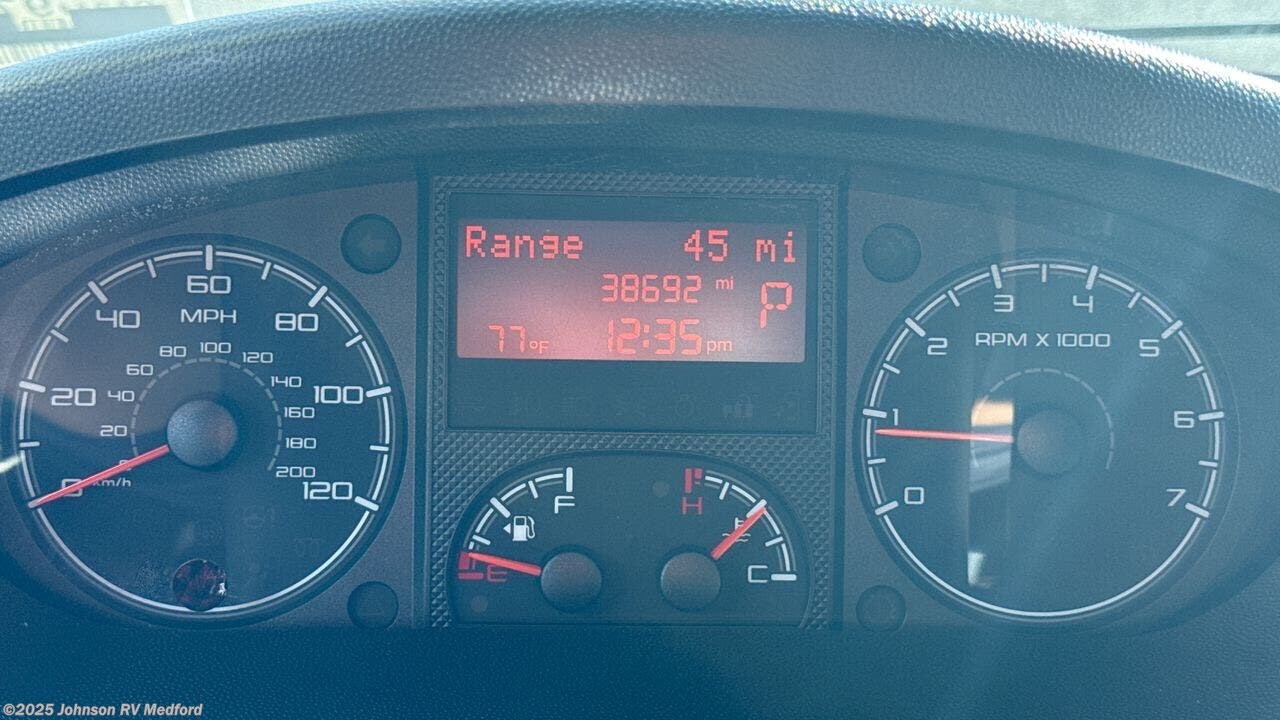 Range 45 mi
38692 mi
P
77°F 12:35 pm
0 20 40 60 80 100 120
MPH
20 40 60 80 100 120 140 160 180 200
km/h
0 1 2 3 4 5 6 7
RPM X 1000
F
E
H
C
©2025 Johnson RV Medford